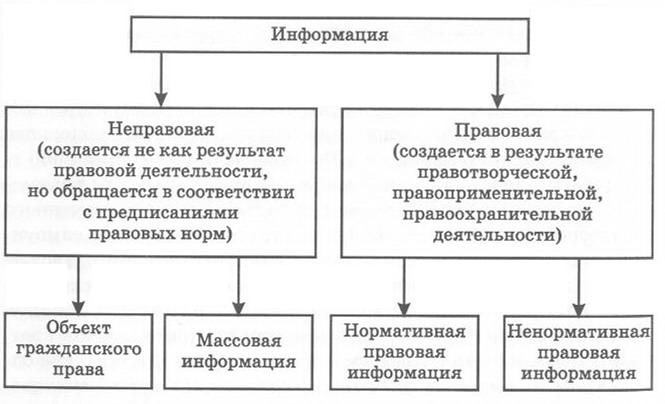 Информация
Неправовая
(создается не как результат
правовой деятельности,
но обращается в соответствии
с предписаниями
правовых норм)
Правовая
(создается в результате
правотворческой,
правоприменительной,
правоохранительной
деятельности)
Объект
гражданского
права
Массовая
информация
Нормативная
правовая
информация
Ненормативная
правовая
информация